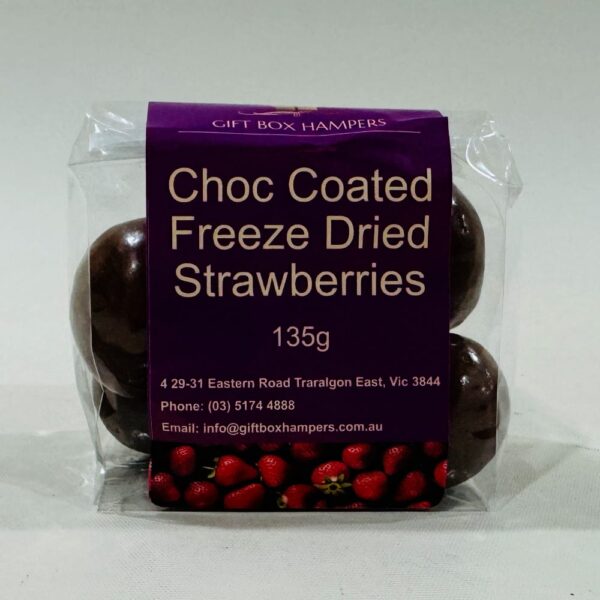 GIFT BOX HAMPERS
Choc Coated
Freeze Dried
Strawberries
135g
4 29-31 Eastern Road Traralgon East, Vic 3844
Phone: (03) 5174 4888
Email: info@giftboxhampers.com.au